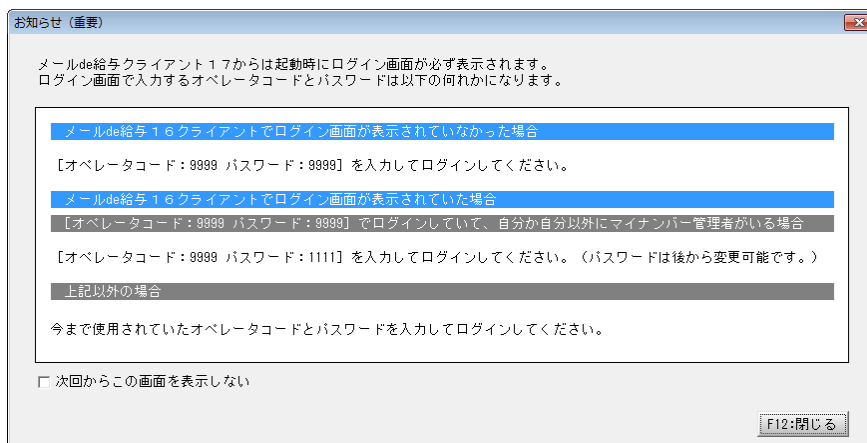 お知らせ（重要）
メールde給与クライアント１７からは起動時にログイン画面が必ず表示されます。
ログイン画面で入力するオペレータコードとパスワードは以下の何れかになります。
メールde給与１６クライアントでログイン画面が表示されていなかった場合
［オペレータコード：9999 パスワード：9999］を入力してログインしてください。
メールde給与１６クライアントでログイン画面が表示されていた場合
［オペレータコード：9999 パスワード：9999］でログインしていて、自分か自分以外にマイナンバー管理者がいる場合
［オペレータコード：9999 パスワード：1111］を入力してログインしてください。（パスワードは後から変更可能です。）
上記以外の場合
今まで使用されていたオペレータコードとパスワードを入力してログインしてください。
次回からこの画面を表示しない
F12:閉じる